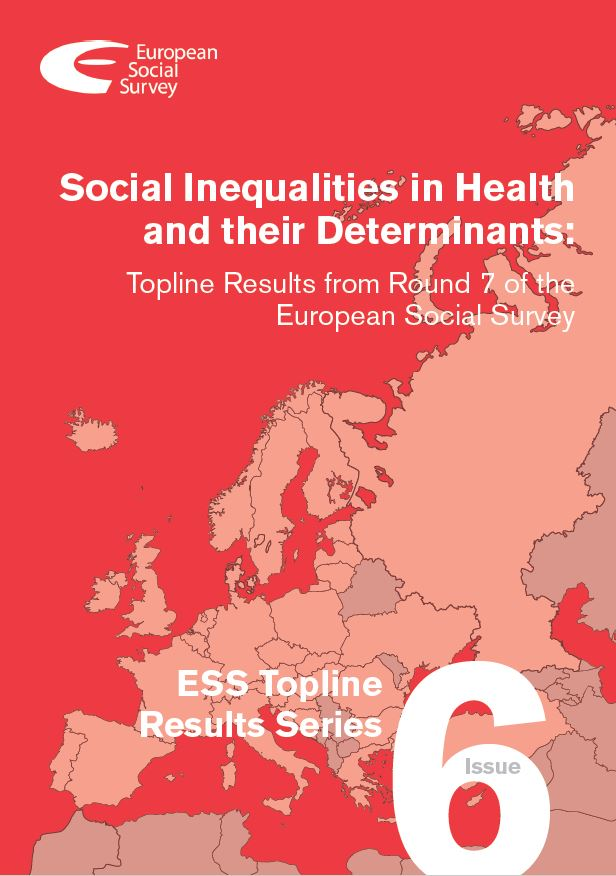 European
Social
Survey
Social Inequalities in Health
and their Determinants:
Topline Results from Round 7 of the
European Social Survey
ESS Topline
Results Series
6
Issue